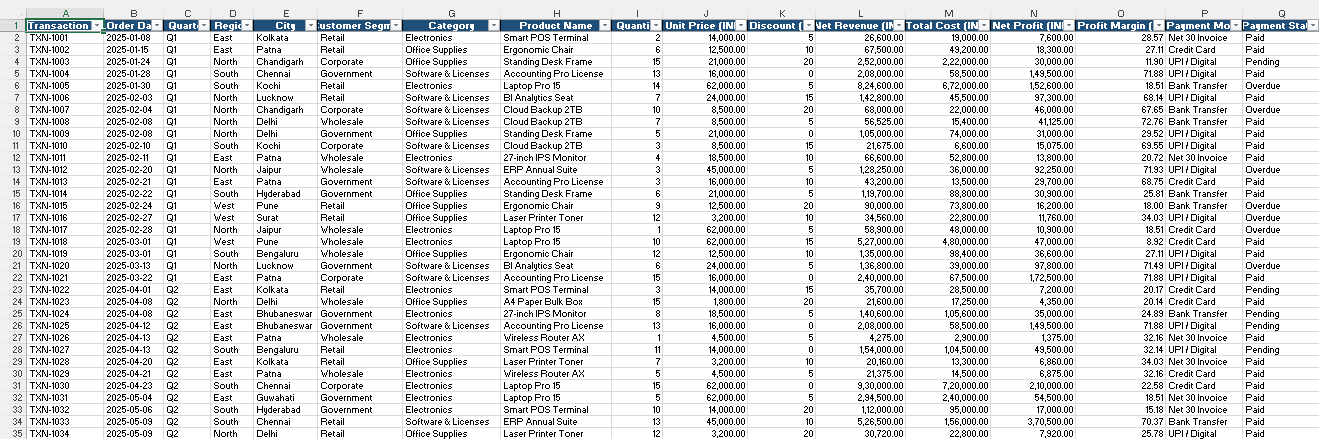 A B C D E F G H I J K L M N O P Q
1 Transaction Order Da Quarte Regio City Customer Segm Category Product Name Quanti Unit Price (IN Discount ( Net Revenue (IN Total Cost (IN Net Profit (IN Profit Margin ( Payment Mo Payment Stat
2 TXN-1001 2025-01-08 Q1 East Kolkata Retail Electronics Smart POS Terminal 2 14,000.00 5 26,600.00 19,000.00 7,600.00 28.57 Net 30 Invoice Paid
3 TXN-1002 2025-01-15 Q1 East Patna Retail Office Supplies Ergonomic Chair 6 12,500.00 10 67,500.00 49,200.00 18,300.00 27.11 Credit Card Paid
4 TXN-1003 2025-01-24 Q1 North Chandigarh Corporate Office Supplies Standing Desk Frame 15 21,000.00 20 2,52,000.00 2,22,000.00 30,000.00 11.90 UPI / Digital Pending
5 TXN-1004 2025-01-28 Q1 South Chennai Government Software & Licenses Accounting Pro License 13 16,000.00 0 2,08,000.00 58,500.00 1,49,500.00 71.88 UPI / Digital Paid
6 TXN-1005 2025-01-30 Q1 South Kochi Retail Electronics Laptop Pro 15 14 62,000.00 5 8,24,600.00 6,72,000.00 1,52,600.00 18.51 Bank Transfer Overdue
7 TXN-1006 2025-02-03 Q1 North Lucknow Retail Software & Licenses BI Analytics Seat 7 24,000.00 15 1,42,800.00 45,500.00 97,300.00 68.14 UPI / Digital Paid
8 TXN-1007 2025-02-04 Q1 North Chandigarh Corporate Software & Licenses Cloud Backup 2TB 10 8,500.00 20 68,000.00 22,000.00 46,000.00 67.65 Bank Transfer Overdue
9 TXN-1008 2025-02-08 Q1 North Delhi Wholesale Software & Licenses Cloud Backup 2TB 7 8,500.00 5 56,525.00 15,400.00 41,125.00 72.76 Bank Transfer Paid
10 TXN-1009 2025-02-08 Q1 North Delhi Government Office Supplies Standing Desk Frame 5 21,000.00 0 1,05,000.00 74,000.00 31,000.00 29.52 UPI / Digital Paid
11 TXN-1010 2025-02-10 Q1 South Kochi Corporate Software & Licenses Cloud Backup 2TB 3 8,500.00 15 21,675.00 6,600.00 15,075.00 69.55 UPI / Digital Paid
12 TXN-1011 2025-02-11 Q1 East Patna Wholesale Electronics 27-inch IPS Monitor 4 18,500.00 10 66,600.00 52,800.00 13,800.00 20.72 Net 30 Invoice Paid
13 TXN-1012 2025-02-20 Q1 North Jaipur Wholesale Software & Licenses ERP Annual Suite 3 45,000.00 5 1,28,250.00 36,000.00 92,250.00 71.93 UPI / Digital Overdue
14 TXN-1013 2025-02-21 Q1 East Patna Government Software & Licenses Accounting Pro License 3 16,000.00 10 43,200.00 13,500.00 29,700.00 68.75 Credit Card Paid
15 TXN-1014 2025-02-22 Q1 South Hyderabad Government Office Supplies Standing Desk Frame 6 21,000.00 5 1,19,700.00 88,800.00 30,900.00 25.81 Bank Transfer Paid
16 TXN-1015 2025-02-24 Q1 West Pune Retail Office Supplies Ergonomic Chair 9 12,500.00 20 90,000.00 73,800.00 16,200.00 18.00 Bank Transfer Overdue
17 TXN-1016 2025-02-27 Q1 West Surat Retail Office Supplies Laser Printer Toner 12 3,200.00 10 34,560.00 22,800.00 11,760.00 34.03 UPI / Digital Overdue
18 TXN-1017 2025-02-28 Q1 North Jaipur Wholesale Electronics Laptop Pro 15 1 62,000.00 5 58,900.00 48,000.00 10,900.00 18.51 Credit Card Overdue
19 TXN-1018 2025-03-01 Q1 West Pune Wholesale Electronics Laptop Pro 15 10 62,000.00 15 5,27,000.00 4,80,000.00 47,000.00 8.92 Credit Card Paid
20 TXN-1019 2025-03-01 Q1 South Bengaluru Retail Office Supplies Ergonomic Chair 12 12,500.00 10 1,35,000.00 98,400.00 36,600.00 27.11 UPI / Digital Paid
21 TXN-1020 2025-03-13 Q1 North Lucknow Government Software & Licenses BI Analytics Seat 6 24,000.00 5 1,36,800.00 39,000.00 97,800.00 71.49 UPI / Digital Overdue
22 TXN-1021 2025-03-22 Q1 East Patna Corporate Software & Licenses Accounting Pro License 15 16,000.00 0 2,40,000.00 67,500.00 1,72,500.00 71.88 UPI / Digital Paid
23 TXN-1022 2025-04-01 Q2 East Kolkata Retail Electronics Smart POS Terminal 3 14,000.00 15 35,700.00 28,500.00 7,200.00 20.17 Credit Card Pending
24 TXN-1023 2025-04-08 Q2 North Delhi Wholesale Office Supplies A4 Paper Bulk Box 15 1,800.00 20 21,600.00 17,250.00 4,350.00 20.14 Credit Card Paid
25 TXN-1024 2025-04-08 Q2 East Bhubaneswar Government Electronics 27-inch IPS Monitor 8 18,500.00 5 1,40,600.00 1,05,600.00 35,000.00 24.89 Bank Transfer Pending
26 TXN-1025 2025-04-12 Q2 East Bhubaneswar Government Software & Licenses Accounting Pro License 13 16,000.00 0 2,08,000.00 58,500.00 1,49,500.00 71.88 UPI / Digital Pending
27 TXN-1026 2025-04-13 Q2 East Patna Wholesale Electronics Wireless Router AX 1 4,500.00 5 4,275.00 2,900.00 1,375.00 32.16 Net 30 Invoice Paid
28 TXN-1027 2025-04-13 Q2 South Bengaluru Retail Electronics Smart POS Terminal 11 14,000.00 0 1,54,000.00 1,04,500.00 49,500.00 32.14 UPI / Digital Pending
29 TXN-1028 2025-04-20 Q2 East Kolkata Retail Office Supplies Laser Printer Toner 7 3,200.00 10 20,160.00 13,300.00 6,860.00 34.03 Net 30 Invoice Paid
30 TXN-1029 2025-04-21 Q2 East Patna Wholesale Electronics Wireless Router AX 5 4,500.00 5 21,375.00 14,500.00 6,875.00 32.16 Credit Card Paid
31 TXN-1030 2025-04-23 Q2 South Chennai Corporate Electronics Laptop Pro 15 15 62,000.00 0 9,30,000.00 7,20,000.00 2,10,000.00 22.58 Credit Card Paid
32 TXN-1031 2025-05-04 Q2 East Guwahati Government Electronics Laptop Pro 15 5 62,000.00 5 2,94,500.00 2,40,000.00 54,500.00 18.51 Net 30 Invoice Paid
33 TXN-1032 2025-05-06 Q2 South Hyderabad Government Electronics Smart POS Terminal 10 14,000.00 20 1,12,000.00 95,000.00 17,000.00 15.18 Net 30 Invoice Paid
34 TXN-1033 2025-05-09 Q2 South Chennai Government Software & Licenses ERP Annual Suite 13 45,000.00 10 5,26,500.00 1,56,000.00 3,70,500.00 70.37 Bank Transfer Paid
35 TXN-1034 2025-05-09 Q2 North Delhi Retail Office Supplies Laser Printer Toner 12 3,200.00 20 30,720.00 22,800.00 7,920.00 25.78 UPI / Digital Paid